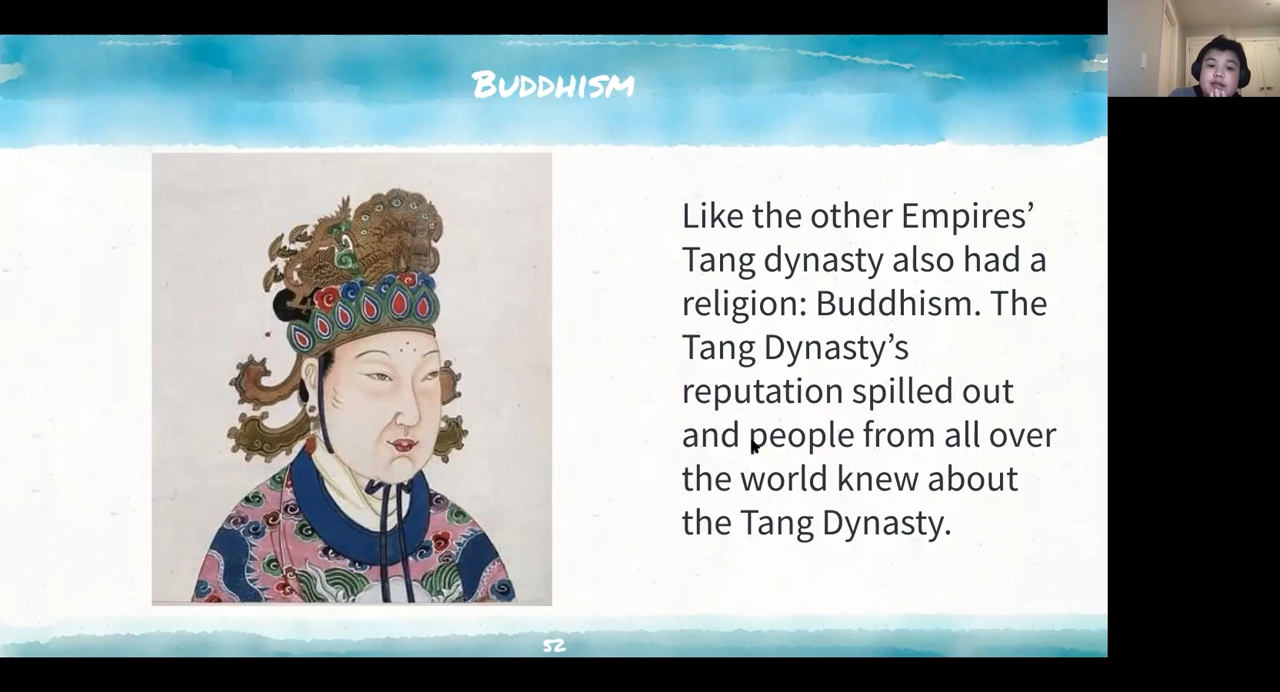 BUDDHISM
Like the other Empires’
Tang dynasty also had a
religion: Buddhism. The
Tang Dynasty’s
reputation spilled out
and people from all over
the world knew about
the Tang Dynasty.
52